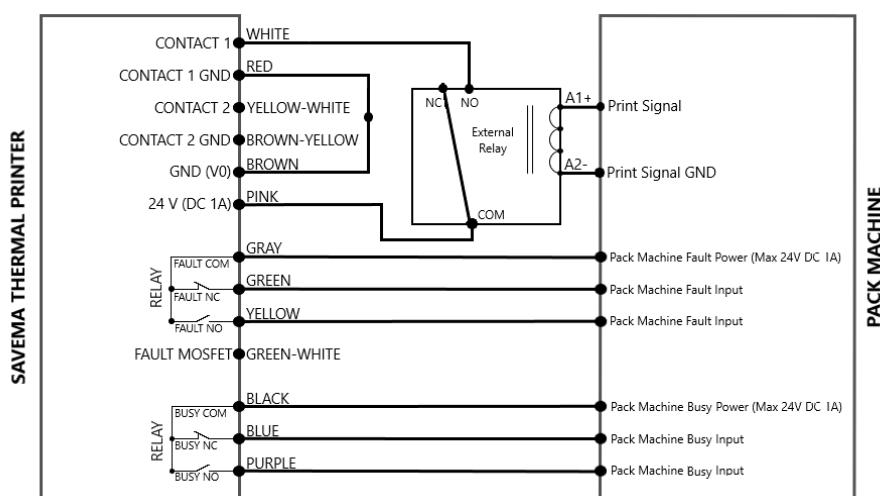 SAVEMA THERMAL PRINTER
CONTACT 1
WHITE
CONTACT 1 GND
RED
CONTACT 2
YELLOW-WHITE
CONTACT 2 GND
BROWN-YELLOW
GND (V0)
BROWN
24 V (DC 1A)
PINK
NC
NO
External
Relay
COM
A1+
Print Signal
A2-
Print Signal GND
RELAY
FAULT COM
GRAY
Pack Machine Fault Power (Max 24V DC 1A)
FAULT NC
GREEN
Pack Machine Fault Input
FAULT NO
YELLOW
Pack Machine Fault Input
FAULT MOSFET
GREEN-WHITE
RELAY
BUSY COM
BLACK
Pack Machine Busy Power (Max 24V DC 1A)
BUSY NC
BLUE
Pack Machine Busy Input
BUSY NO
PURPLE
Pack Machine Busy Input
PACK MACHINE